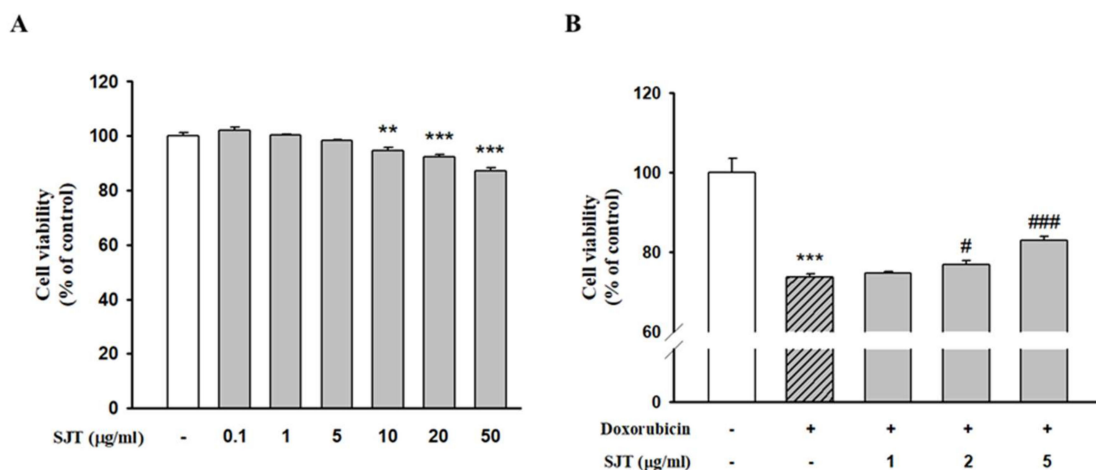 A
Cell viability
(% of control)
120
100
80
60
40
20
0
** *** ***
SJT (μg/ml) - 0.1 1 5 10 20 50
B
Cell viability
(% of control)
120
100
80
60
0
*** # ###
Doxorubicin - + + + +
SJT (μg/ml) - - 1 2 5